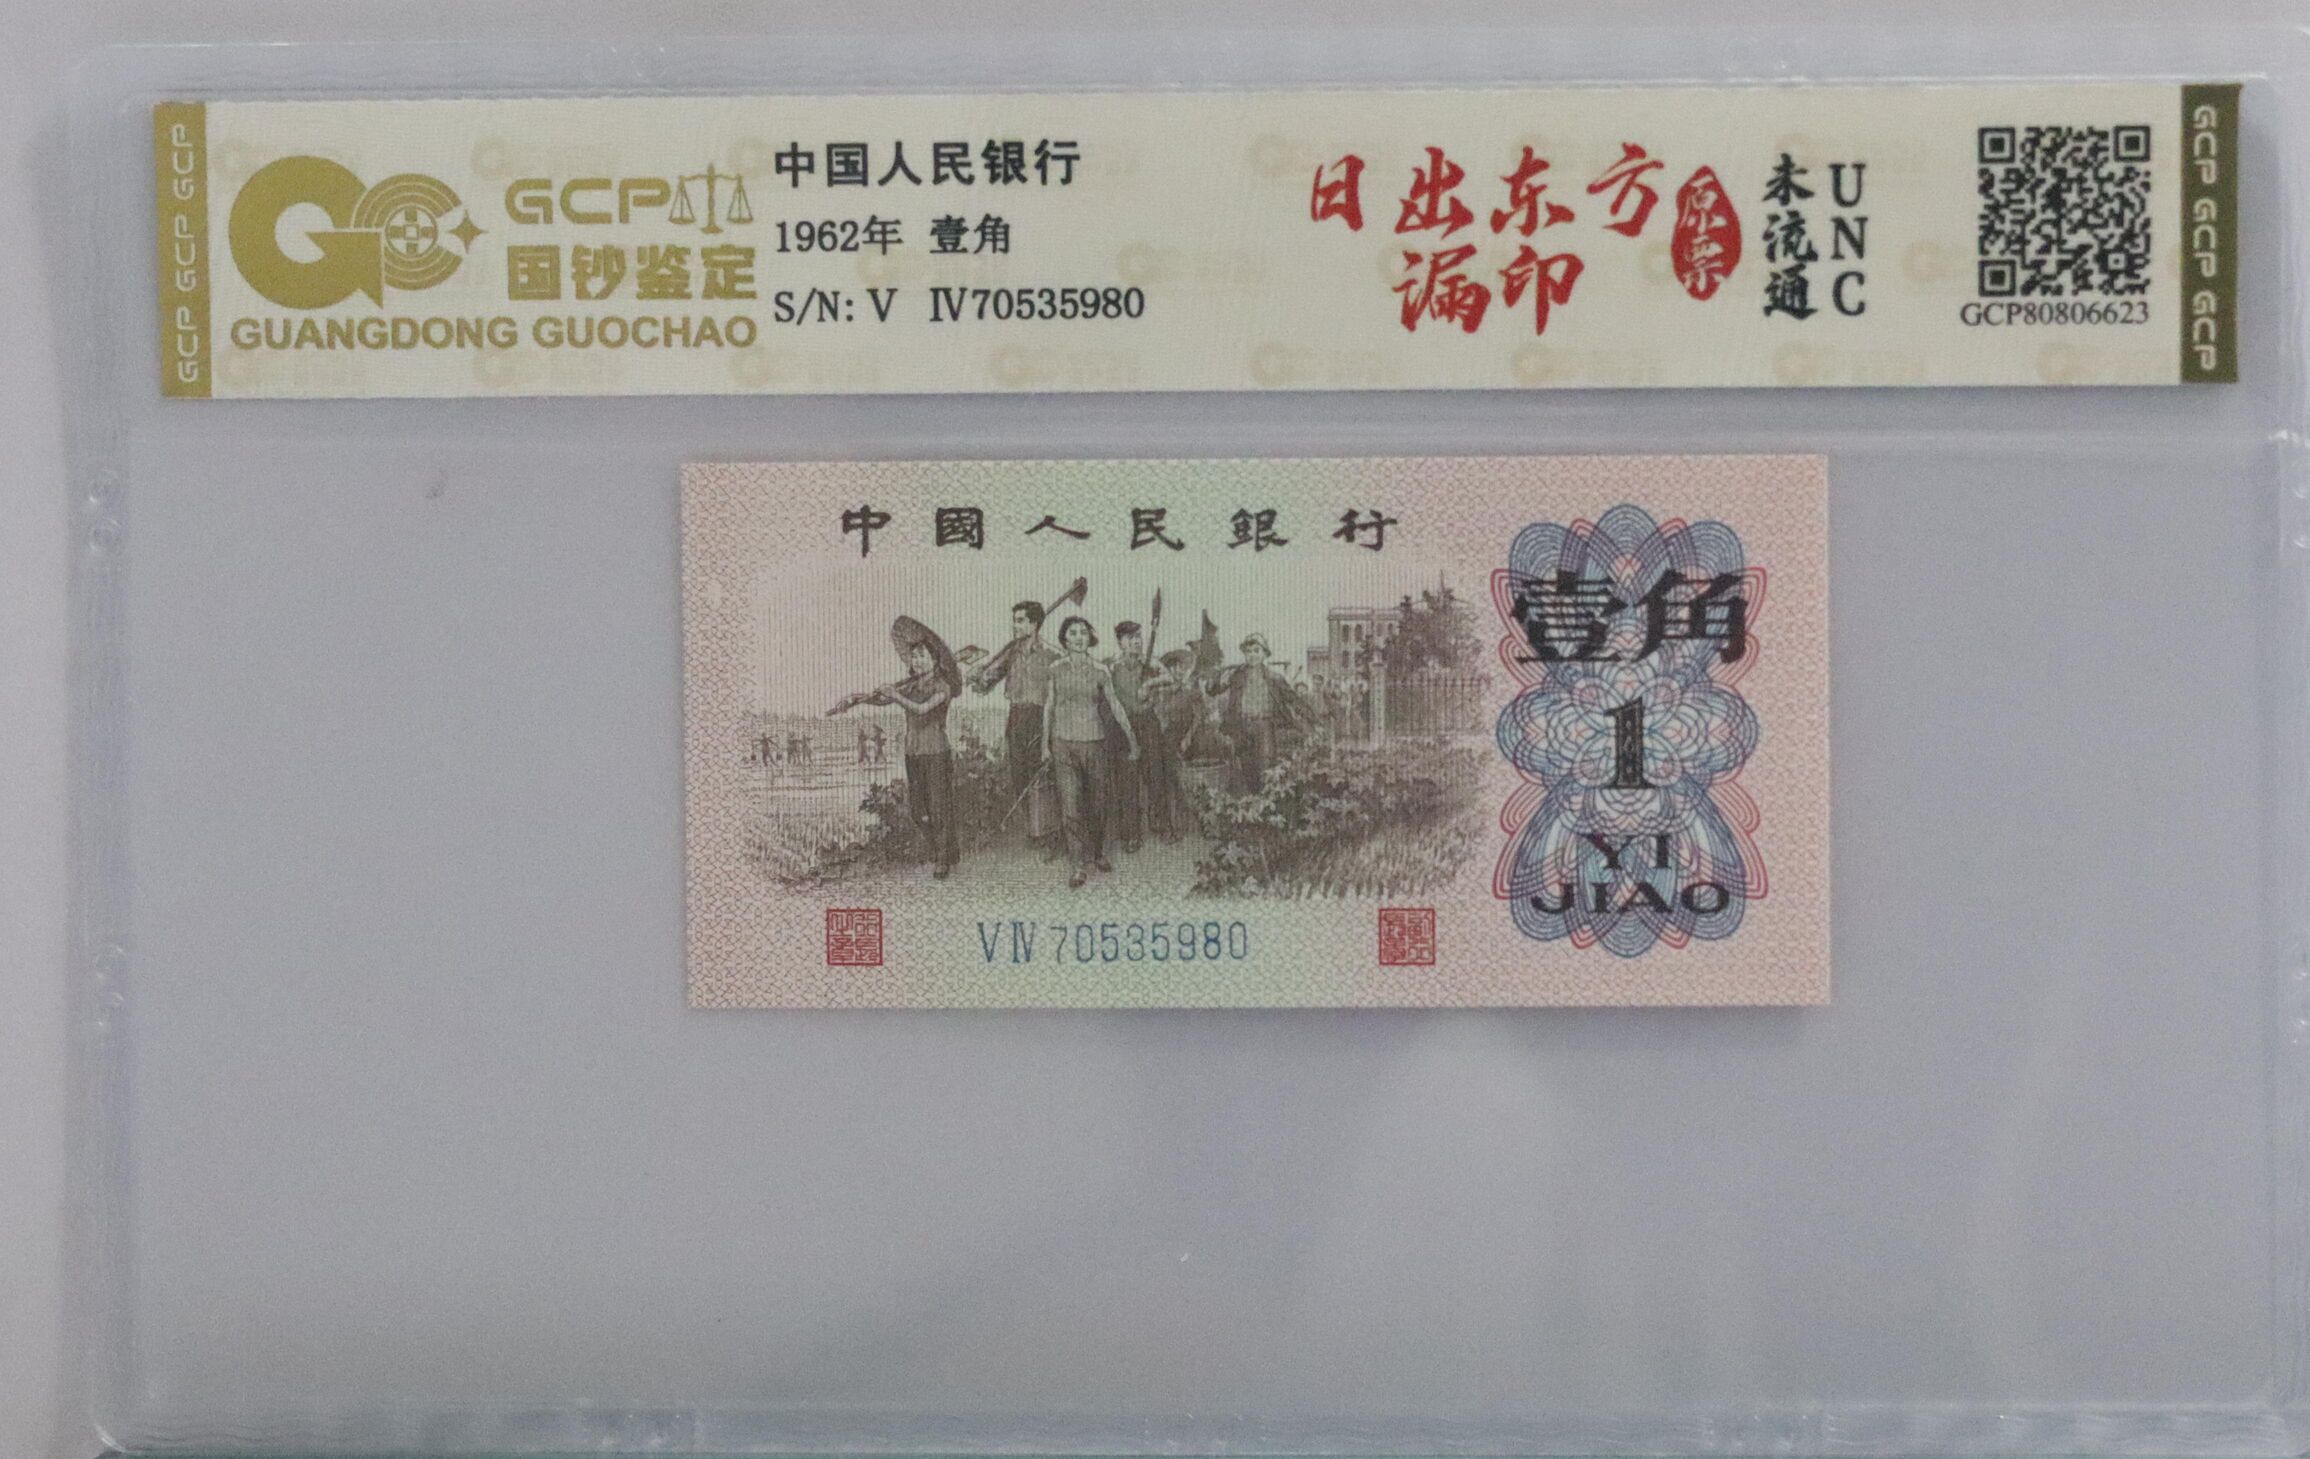 GCP GCP GCP
GCP
国钞鉴定
GUANGDONG GUOCHAO
中国人民银行
1962年 壹角
S/N: V Ⅳ70535980
日出东方
漏印
原票
未流通
UNC
GCP80806623
GCP GCP GCP
中國人民銀行
壹角
1
YI
JIAO
V Ⅳ 70535980